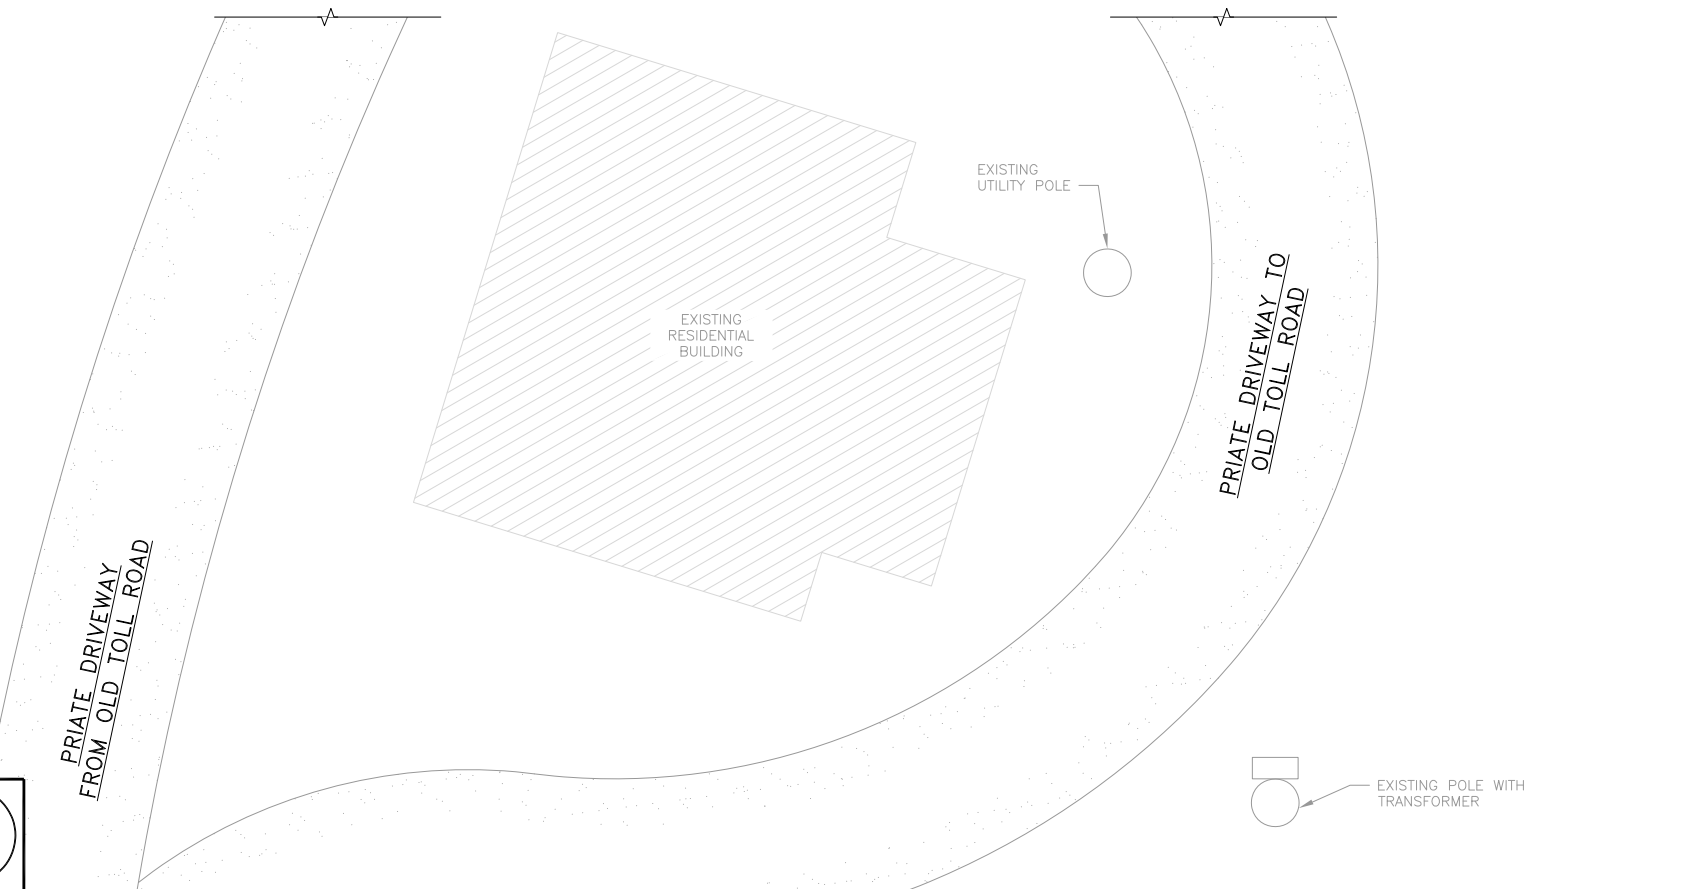 EXISTING
UTILITY POLE
EXISTING
RESIDENTIAL
BUILDING
PRIATE DRIVEWAY TO
OLD TOLL ROAD
PRIATE DRIVEWAY
FROM OLD TOLL ROAD
EXISTING POLE WITH
TRANSFORMER